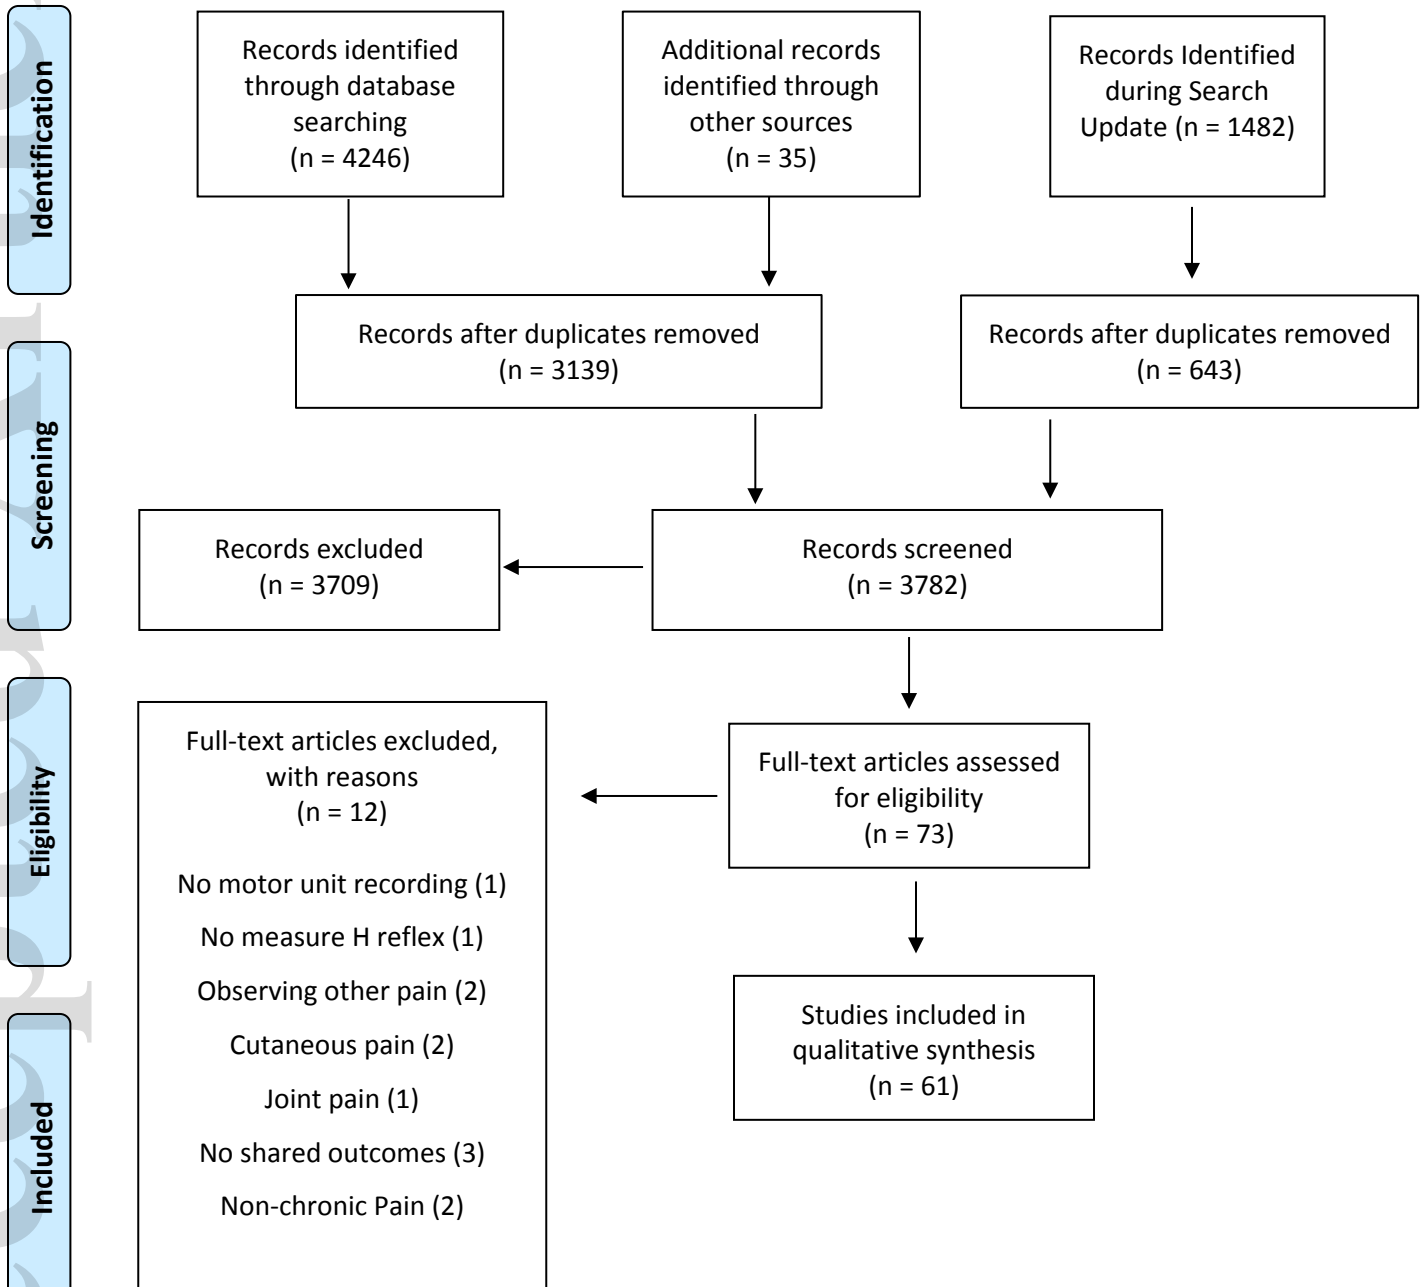 Identification
Records identified
through database
searching
(n = 4246)
Additional records
identified through
other sources
(n = 35)
Records Identified
during Search
Update (n = 1482)
Records after duplicates removed
(n = 3139)
Records after duplicates removed
(n = 643)
Screening
Records excluded
(n = 3709)
Records screened
(n = 3782)
Eligibility
Full-text articles excluded,
with reasons
(n = 12)
No motor unit recording (1)
No measure H reflex (1)
Observing other pain (2)
Cutaneous pain (2)
Joint pain (1)
No shared outcomes (3)
Non-chronic Pain (2)
Full-text articles assessed
for eligibility
(n = 73)
Included
Studies included in
qualitative synthesis
(n = 61)